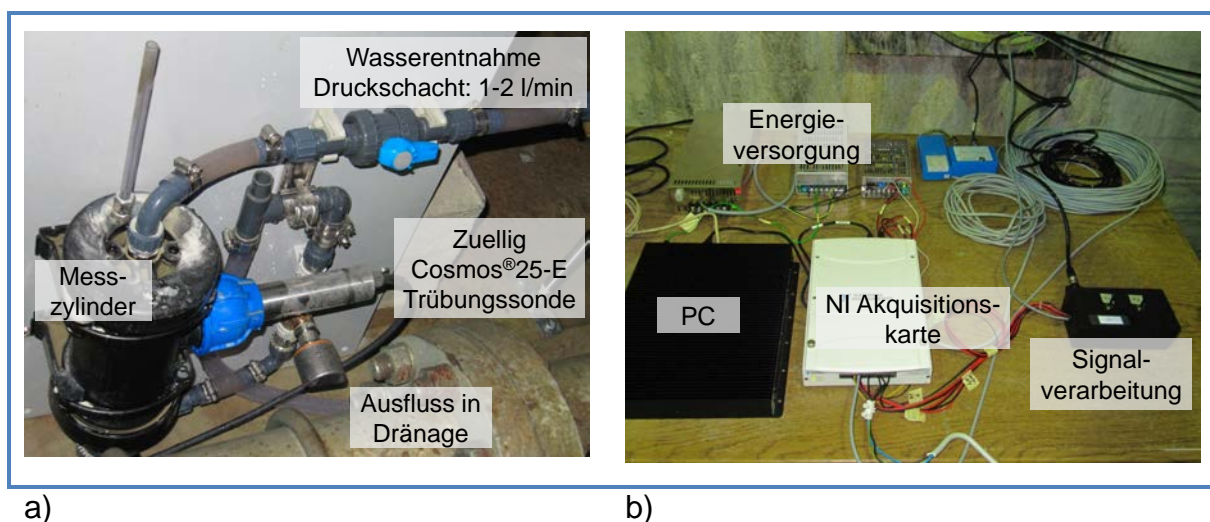 Wasserentnahme
Druckschacht: 1-2 l/min
Mess-
zylinder
Zuellig
Cosmos®25-E
Trübungssonde
Ausfluss in
Dränage
a)
Energie-
versorgung
PC
NI Akquisitions-
karte
Signal-
verarbeitung
b)